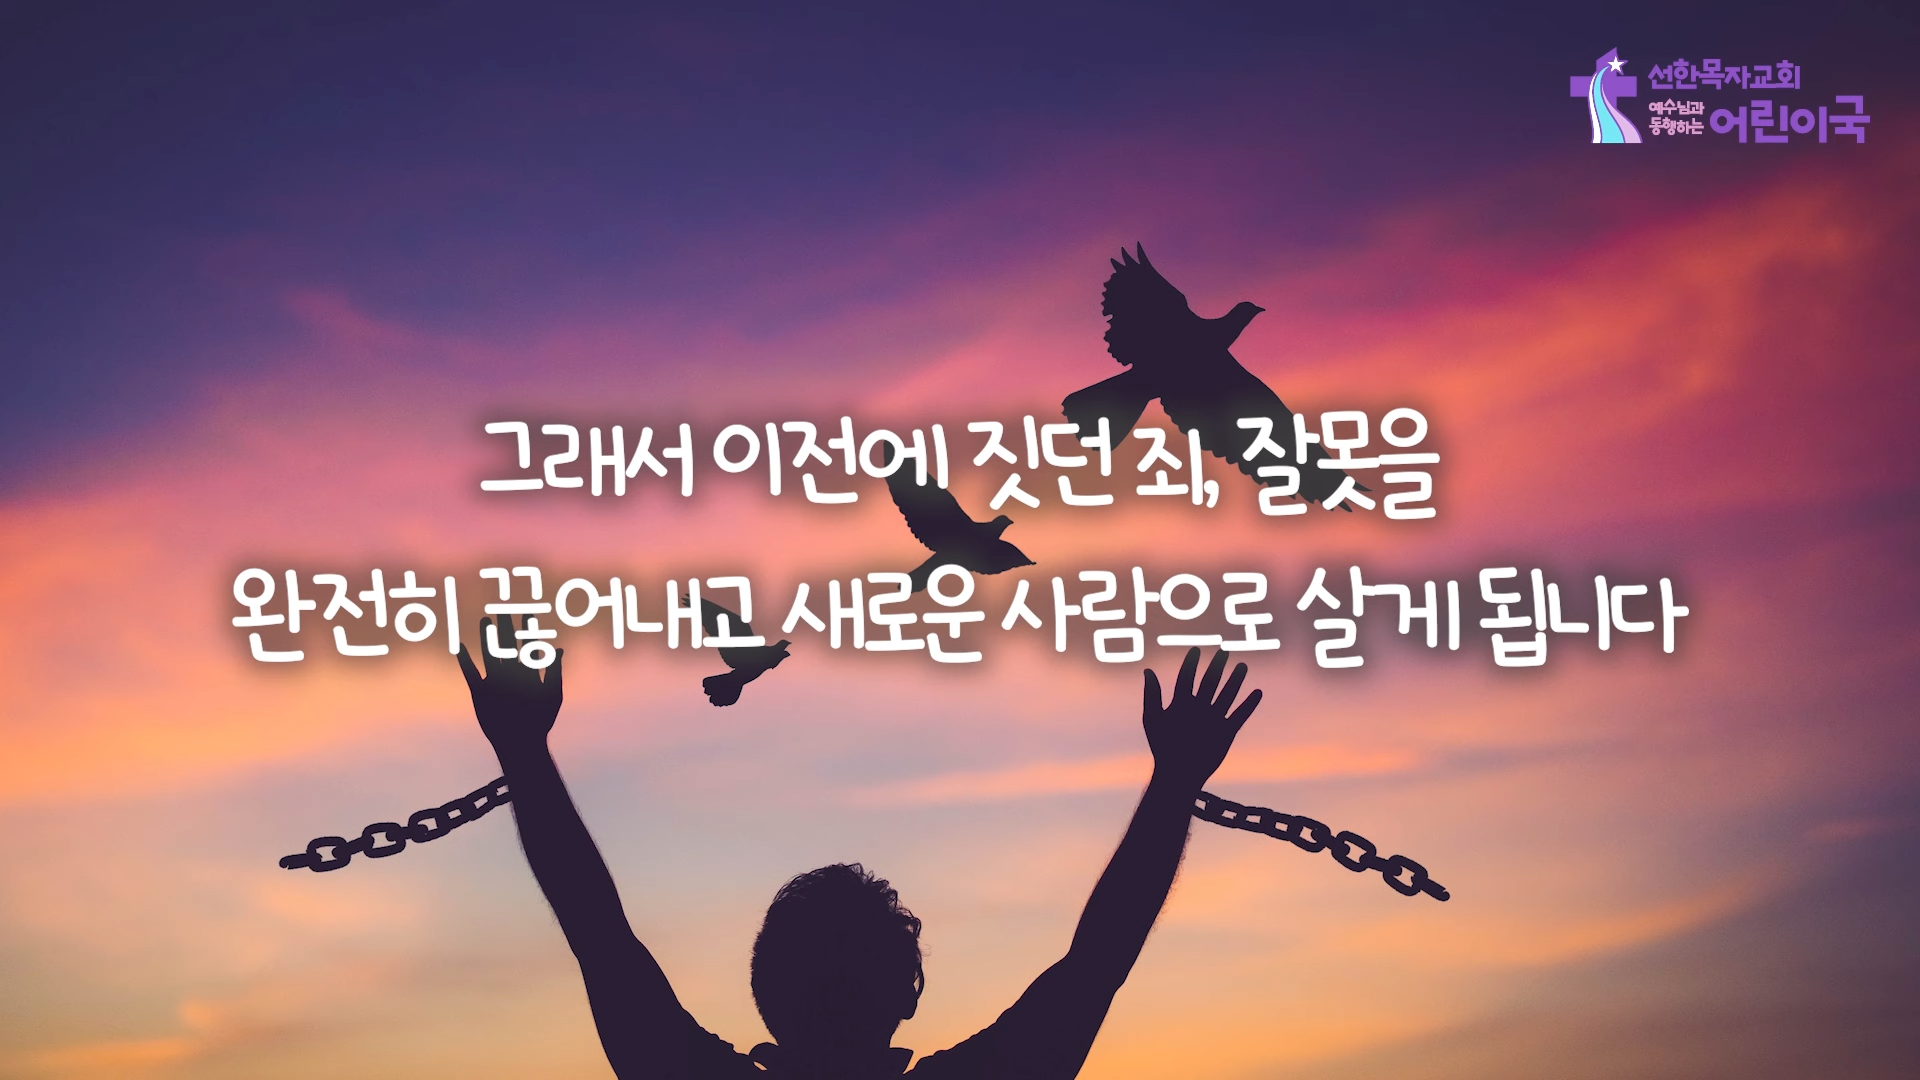 선한목자교회
예수님과
동행하는 어린이국
그래서 이전에 짓던 죄, 잘못을
완전히 끊어내고 새로운 사람으로 살게 됩니다